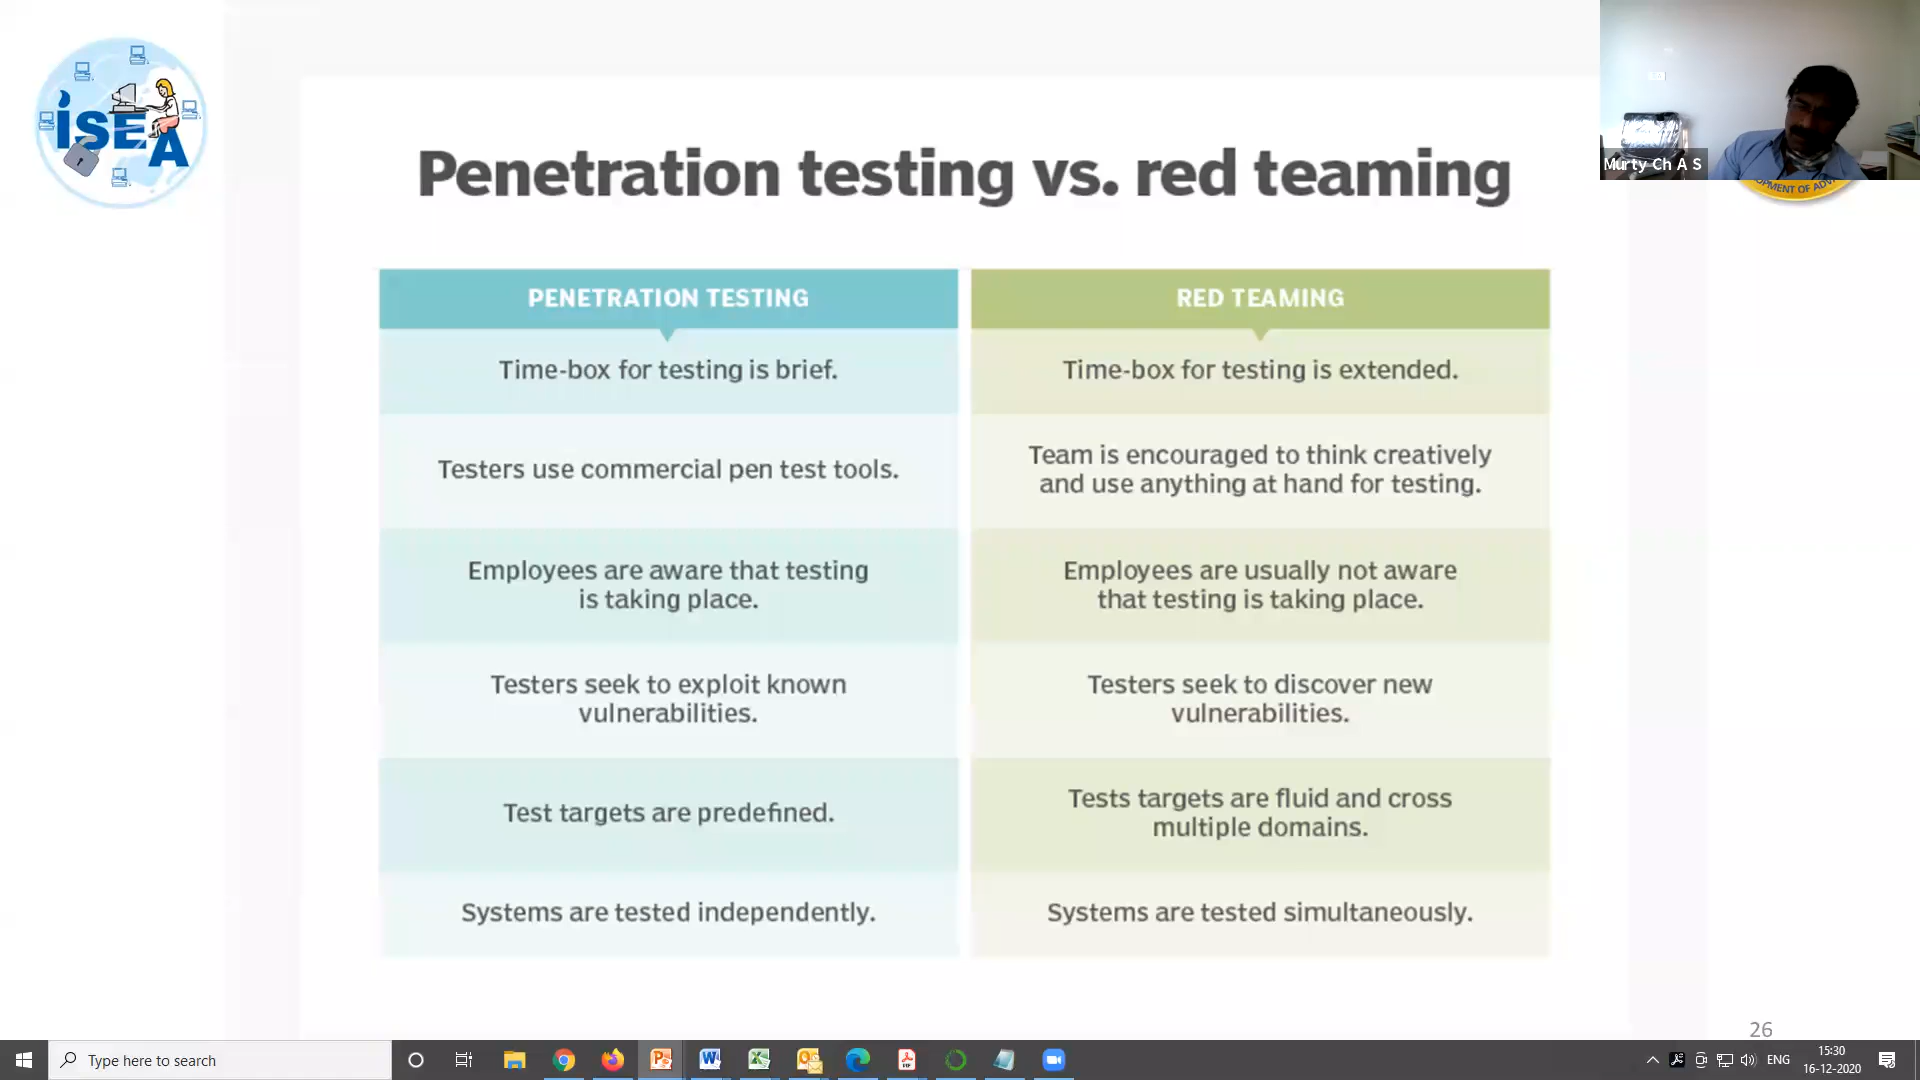 iSEA
Murty Ch A S
PMENT OF ADVA
Penetration testing vs. red teaming
PENETRATION TESTING
RED TEAMING
Time-box for testing is brief.
Time-box for testing is extended.
Testers use commercial pen test tools.
Team is encouraged to think creatively
and use anything at hand for testing.
Employees are aware that testing
is taking place.
Employees are usually not aware
that testing is taking place.
Testers seek to exploit known
vulnerabilities.
Testers seek to discover new
vulnerabilities.
Test targets are predefined.
Tests targets are fluid and cross
multiple domains.
Systems are tested independently.
Systems are tested simultaneously.
26
Type here to search
ENG
15:30
16-12-2020